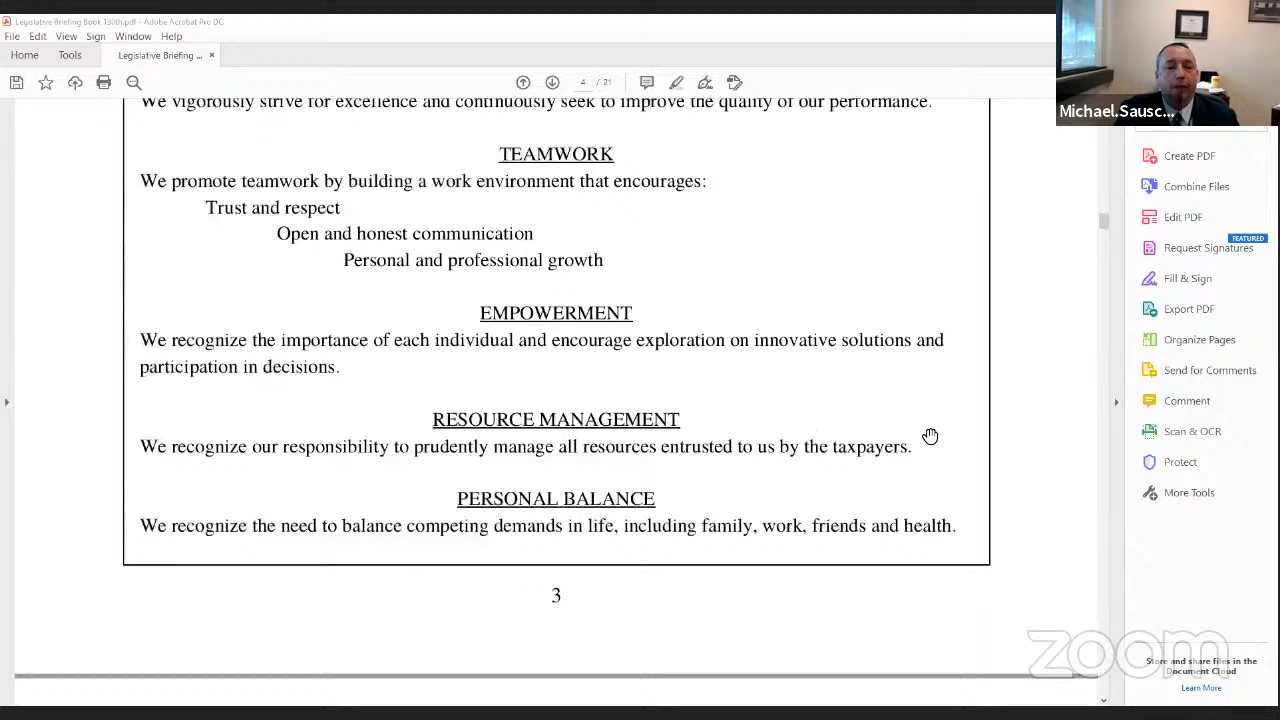 Legislative Briefing Book 130th.pdf - Adobe Acrobat Pro DC
File Edit View Sign Window Help
Home Tools Legislative Briefing ... ×
4 / 21
We vigorously strive for excellence and continuously seek to improve the quality of our performance.
TEAMWORK
We promote teamwork by building a work environment that encourages:
Trust and respect
Open and honest communication
Personal and professional growth
EMPOWERMENT
We recognize the importance of each individual and encourage exploration on innovative solutions and
participation in decisions.
RESOURCE MANAGEMENT
We recognize our responsibility to prudently manage all resources entrusted to us by the taxpayers.
PERSONAL BALANCE
We recognize the need to balance competing demands in life, including family, work, friends and health.
3
Michael.Sausc...
Create PDF
Combine Files
Edit PDF
FEATURED
Request Signatures
Fill & Sign
Export PDF
Organize Pages
Send for Comments
Comment
Scan & OCR
Protect
More Tools
zoom
Store and share files in the
Document Cloud
Learn More